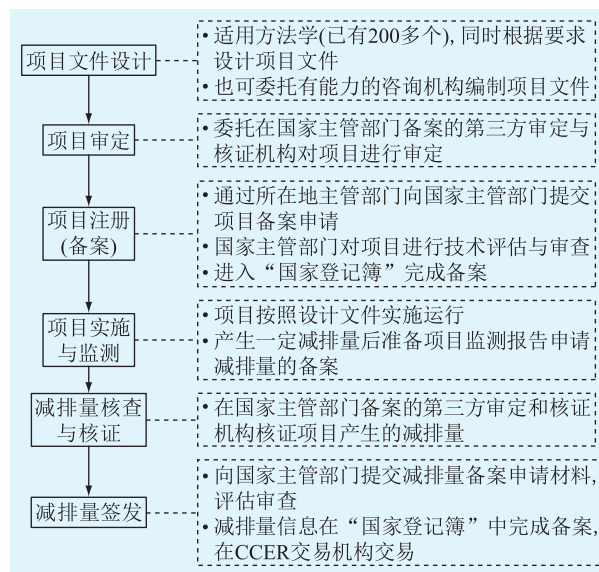 项目文件设计
• 适用方法学(已有200多个), 同时根据要求
设计项目文件
• 也可委托有能力的咨询机构编制项目文件
项目审定
• 委托在国家主管部门备案的第三方审定与
核证机构对项目进行审定
项目注册
(备案)
• 通过所在地主管部门向国家主管部门提交
项目备案申请
• 国家主管部门对项目进行技术评估与审查
• 进入“国家登记簿”完成备案
项目实施
与监测
• 项目按照设计文件实施运行
• 产生一定减排量后准备项目监测报告申请
减排量的备案
减排量核查
与核证
• 在国家主管部门备案的第三方审定和核证
机构核证项目产生的减排量
减排量签发
• 向国家主管部门提交减排量备案申请材料,
评估审查
• 减排量信息在“国家登记簿”中完成备案,
在CCER交易机构交易